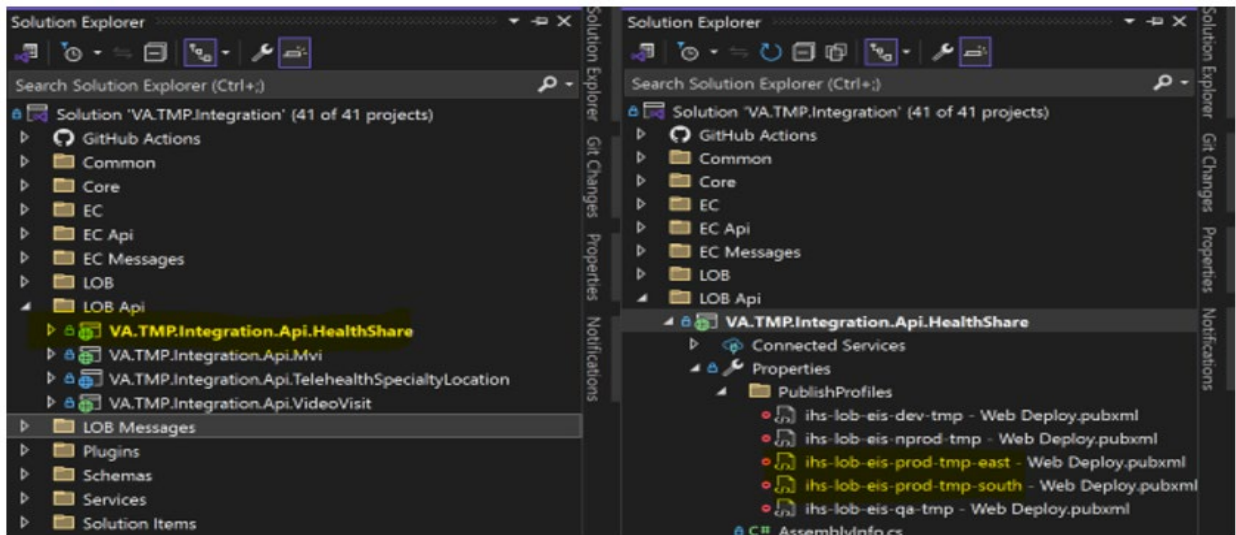 Solution Explorer
Search Solution Explorer (Ctrl+;)
Solution 'VA.TMP.Integration' (41 of 41 projects)
GitHub Actions
Common
Core
EC
EC Api
EC Messages
LOB
LOB Api
VA.TMP.Integration.Api.HealthShare
VA.TMP.Integration.Api.Mvi
VA.TMP.Integration.Api.TelehealthSpecialtyLocation
VA.TMP.Integration.Api.VideoVisit
LOB Messages
Plugins
Schemas
Services
Solution Items
Solution Explorer
Git Changes
Properties
Notifications
Solution Explorer
Search Solution Explorer (Ctrl+;)
Solution 'VA.TMP.Integration' (41 of 41 projects)
GitHub Actions
Common
Core
EC
EC Api
EC Messages
LOB
LOB Api
VA.TMP.Integration.Api.HealthShare
Connected Services
Properties
PublishProfiles
ihs-lob-eis-dev-tmp - Web Deploy.pubxml
ihs-lob-eis-nprod-tmp - Web Deploy.pubxml
ihs-lob-eis-prod-tmp-east - Web Deploy.pubxml
ihs-lob-eis-prod-tmp-south - Web Deploy.pubxml
ihs-lob-eis-qa-tmp - Web Deploy.pubxml
C# AssemblyInfo.cs
Solution Explorer
Git Changes
Properties
Notifications